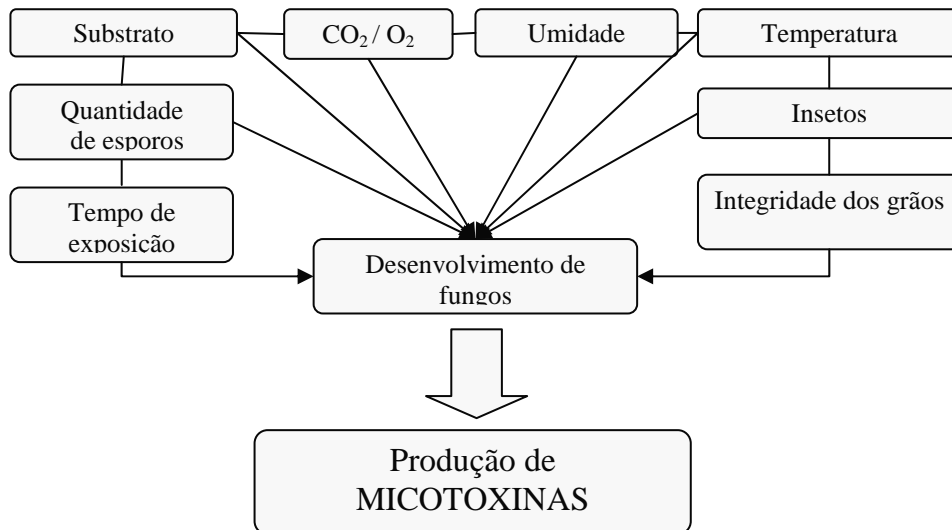 Substrato
CO₂ / O₂
Umidade
Temperatura
Quantidade
de esporos
Insetos
Tempo de
exposição
Integridade dos grãos
Desenvolvimento de
fungos
Produção de
MICOTOXINAS